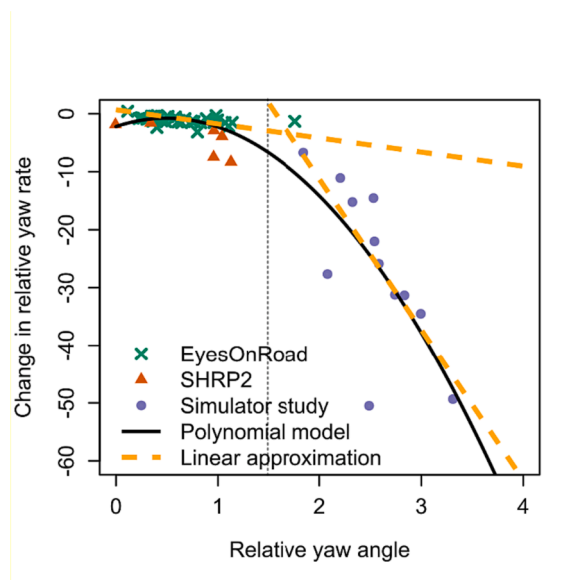 Change in relative yaw rate
0
-10
-20
-30
-40
-50
-60
EyesOnRoad
SHRP2
Simulator study
Polynomial model
Linear approximation
0 1 2 3 4
Relative yaw angle